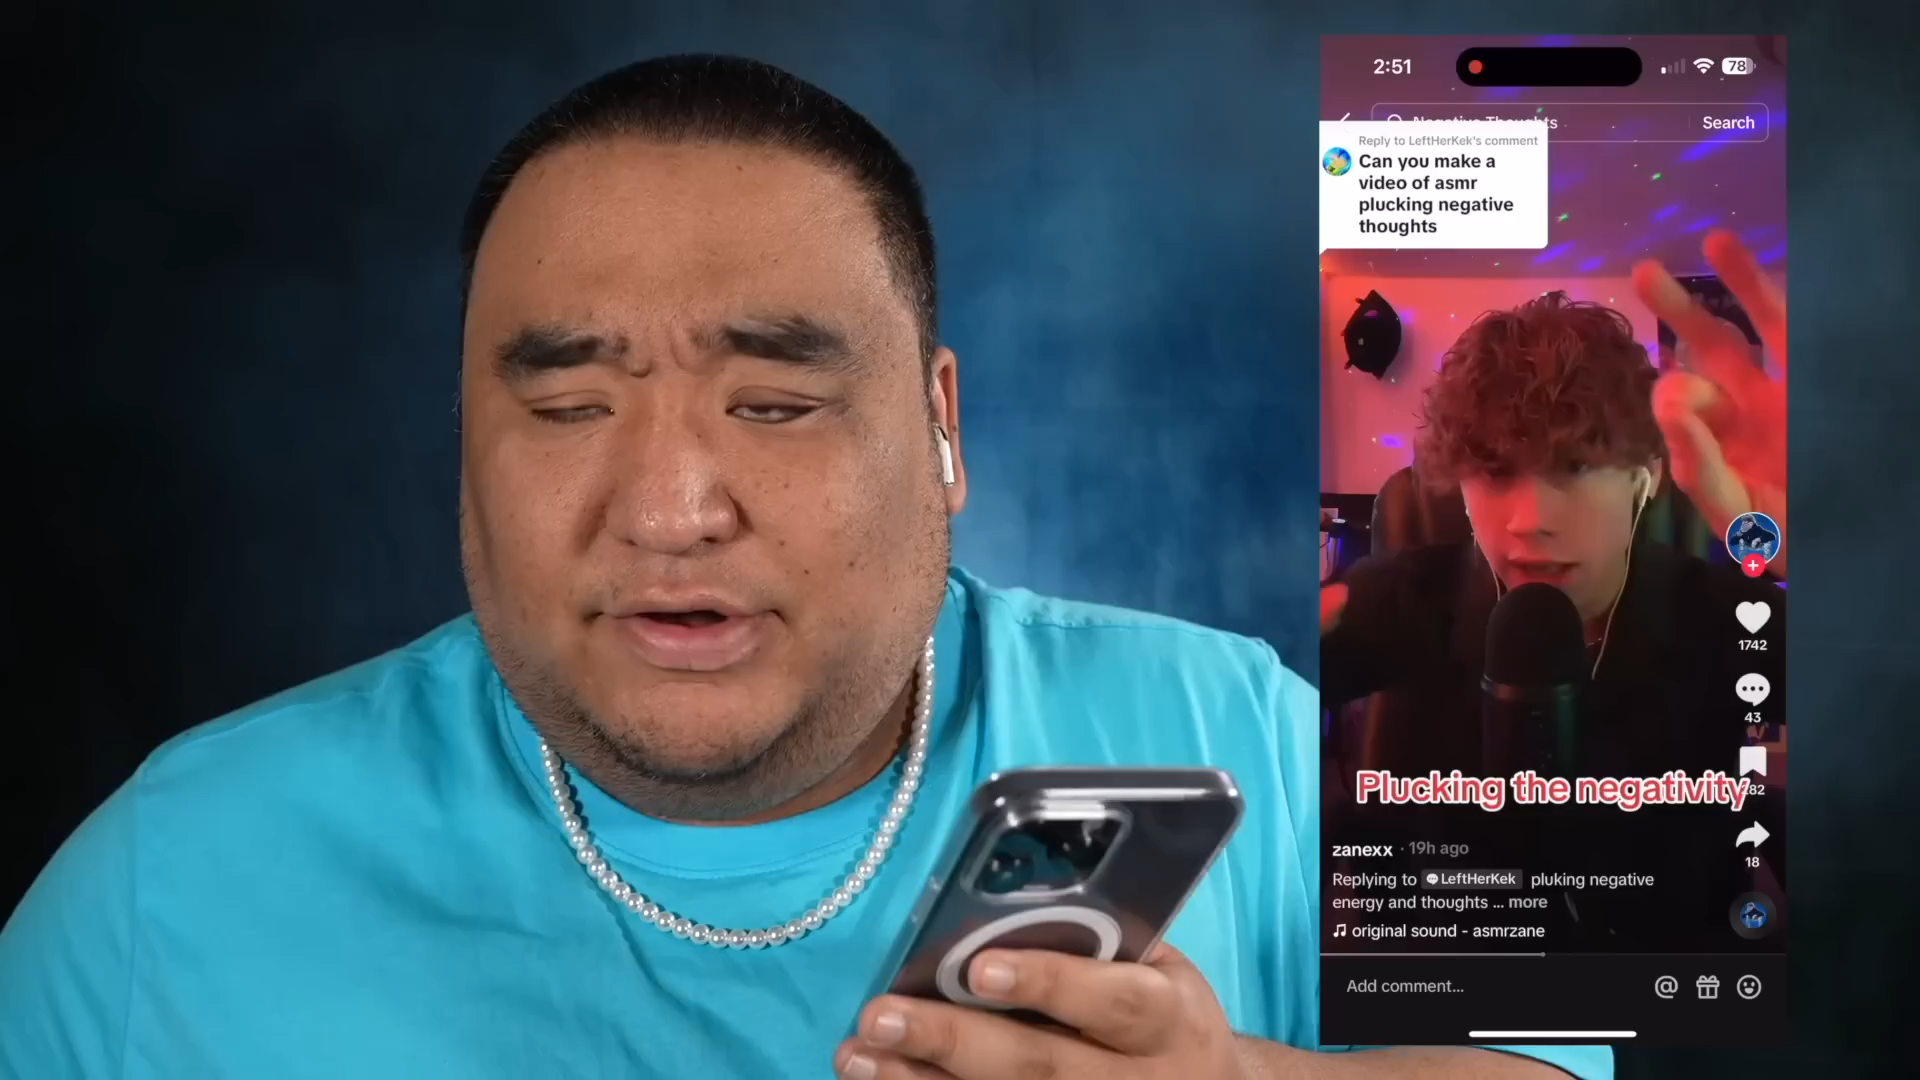 2:51
78
Negative Thoughts
Search
Reply to LeftHerKek's comment
Can you make a
video of asmr
plucking negative
thoughts
1742
43
282
18
Plucking the negativity
zanexx · 19h ago
Replying to LeftHerKek pluking negative
energy and thoughts ... more
original sound - asmrzane
Add comment...